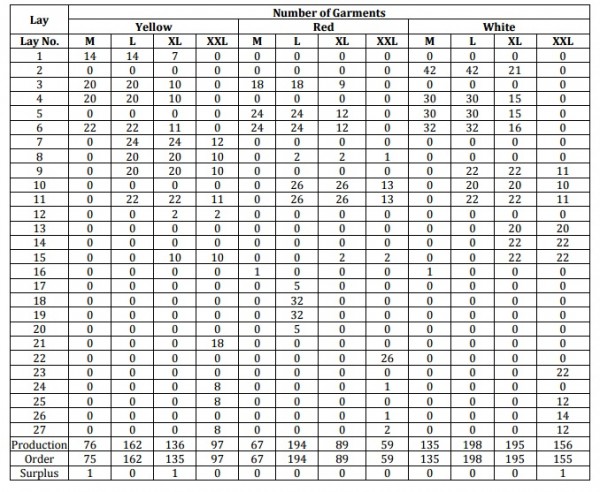 Lay Number of Garments
Yellow Red White
Lay No. M L XL XXL M L XL XXL M L XL XXL
1 14 14 7 0 0 0 0 0 0 0 0 0
2 0 0 0 0 0 0 0 0 42 42 21 0
3 20 20 10 0 18 18 9 0 0 0 0 0
4 20 20 10 0 0 0 0 0 30 30 15 0
5 0 0 0 0 24 24 12 0 30 30 15 0
6 22 22 11 0 24 24 12 0 32 32 16 0
7 0 24 24 12 0 0 0 0 0 0 0 0
8 0 20 20 10 0 2 2 1 0 0 0 0
9 0 20 20 10 0 0 0 0 0 22 22 11
10 0 0 0 0 0 26 26 13 0 20 20 10
11 0 22 22 11 0 26 26 13 0 22 22 11
12 0 0 2 2 0 0 0 0 0 0 0 0
13 0 0 0 0 0 0 0 0 0 0 20 20
14 0 0 0 0 0 0 0 0 0 0 22 22
15 0 0 10 10 0 0 2 2 0 0 22 22
16 0 0 0 0 1 0 0 0 1 0 0 0
17 0 0 0 0 0 5 0 0 0 0 0 0
18 0 0 0 0 0 32 0 0 0 0 0 0
19 0 0 0 0 0 32 0 0 0 0 0 0
20 0 0 0 0 0 5 0 0 0 0 0 0
21 0 0 0 18 0 0 0 0 0 0 0 0
22 0 0 0 0 0 0 0 26 0 0 0 0
23 0 0 0 0 0 0 0 0 0 0 0 22
24 0 0 0 8 0 0 0 1 0 0 0 0
25 0 0 0 8 0 0 0 0 0 0 0 12
26 0 0 0 0 0 0 0 1 0 0 0 14
27 0 0 0 8 0 0 0 2 0 0 0 12
Production 76 162 136 97 67 194 89 59 135 198 195 156
Order 75 162 135 97 67 194 89 59 135 198 195 155
Surplus 1 0 1 0 0 0 0 0 0 0 0 1